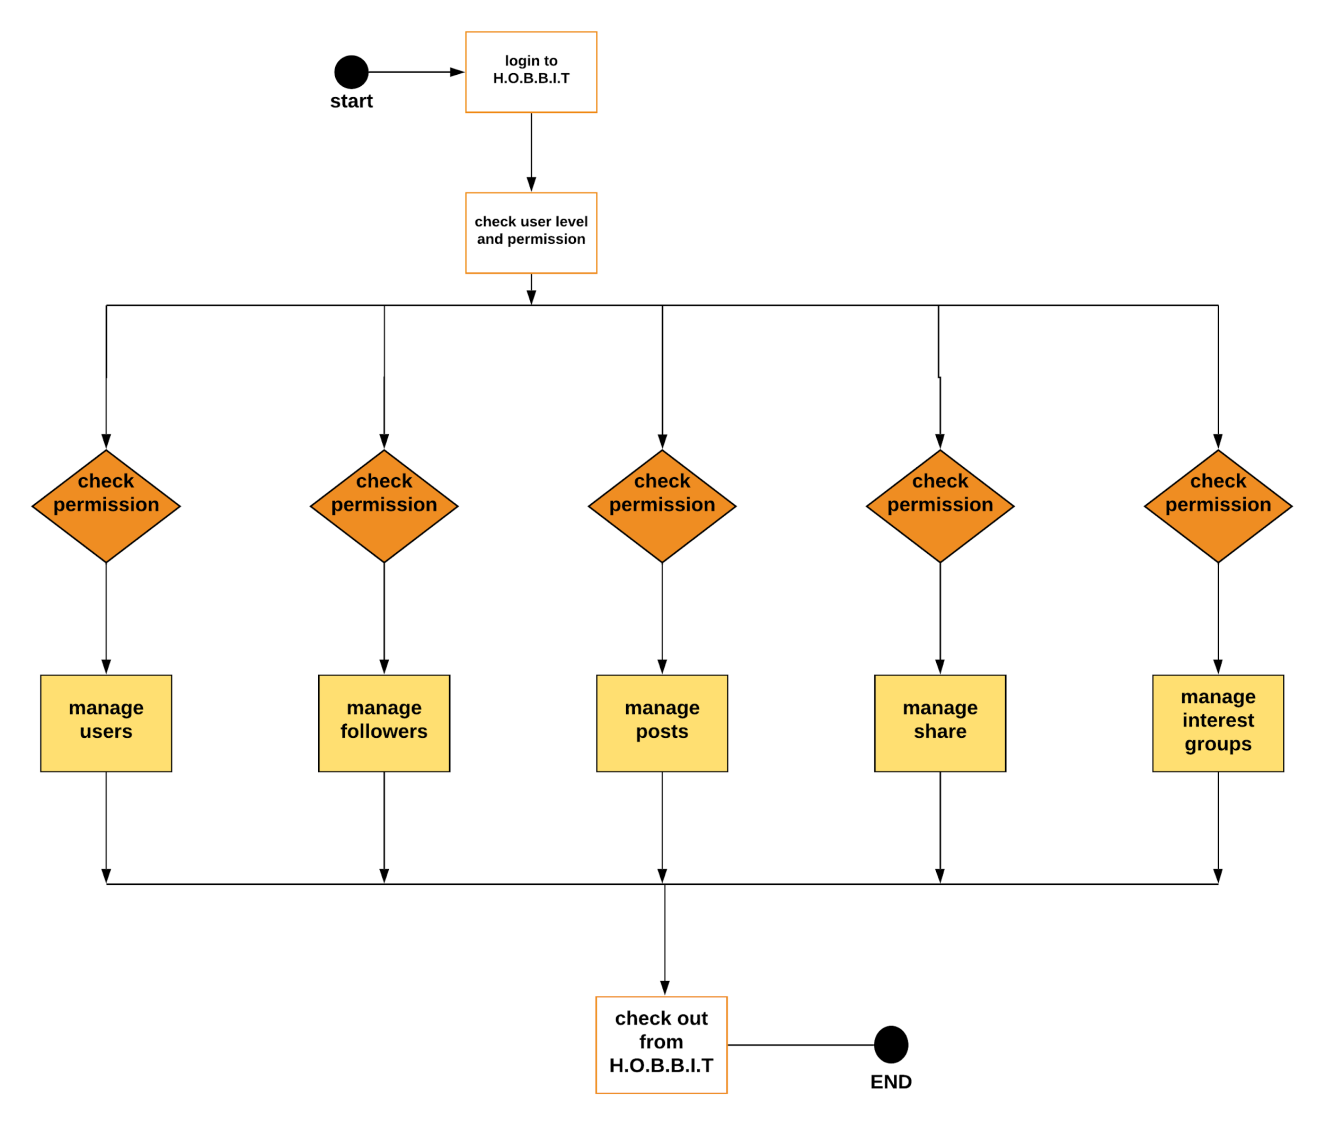 login to
H.O.B.B.I.T
start
check user level
and permission
check
permission
check
permission
check
permission
check
permission
check
permission
manage
users
manage
followers
manage
posts
manage
share
manage
interest
groups
check out
from
H.O.B.B.I.T
END